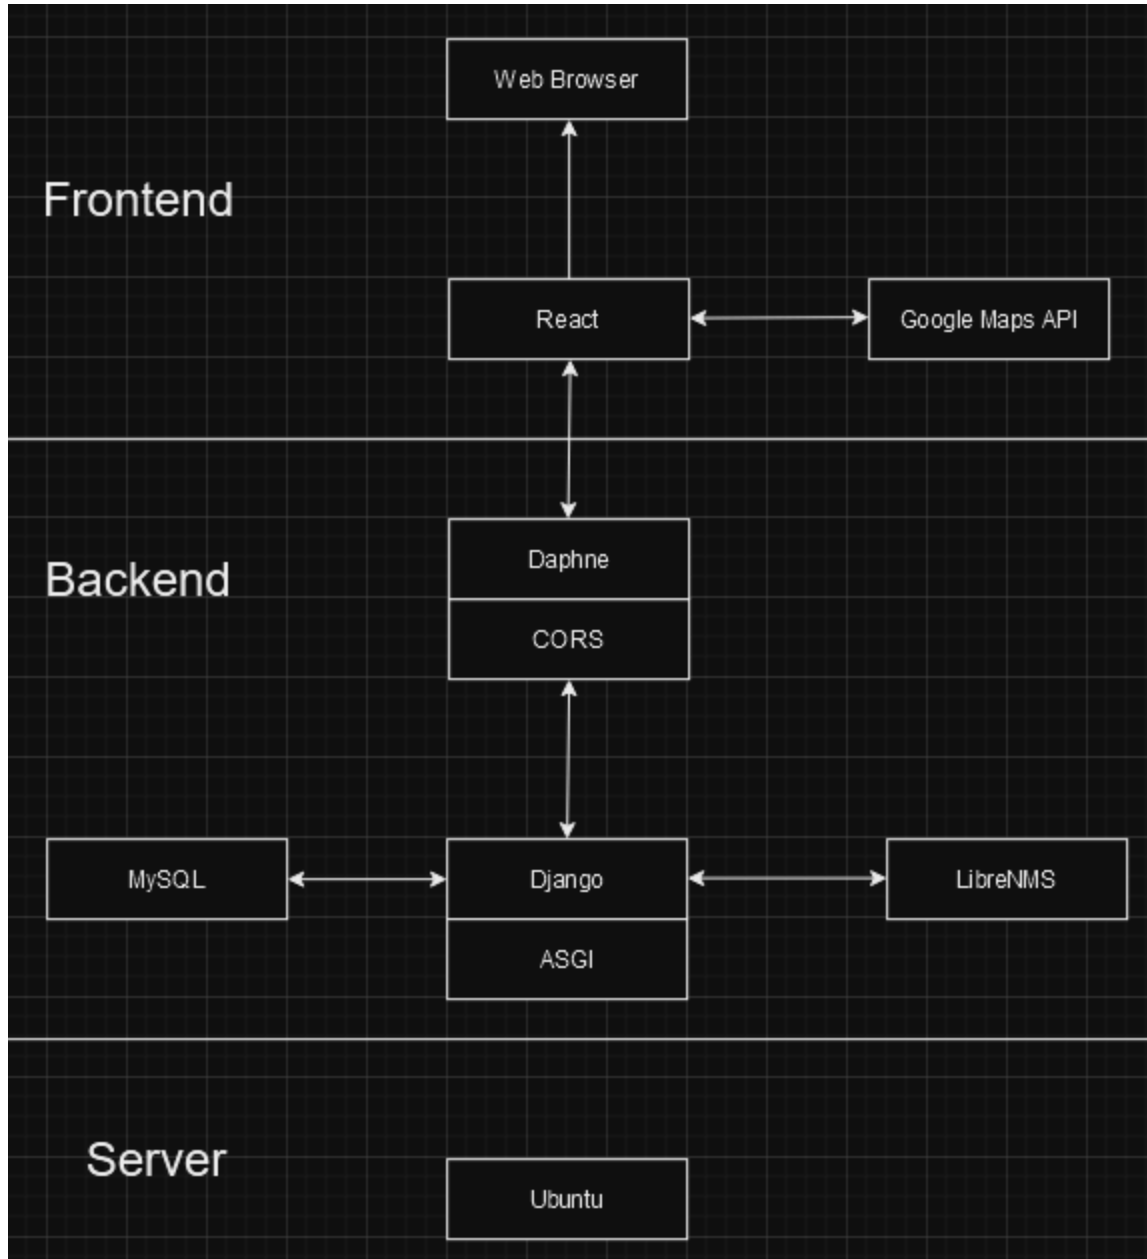 Web Browser
Frontend
React
Google Maps API
Backend
Daphne
CORS
MySQL
Django
LibreNMS
ASGI
Server
Ubuntu